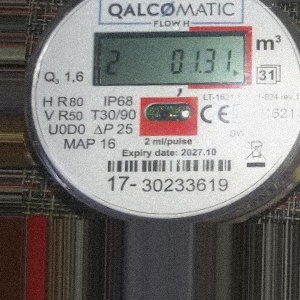 QALCOMATIC
FLOW H
2 01.31
m³
Q₃ 1,6
31
H R80 IP68
V R50 T30/90
U0D0 ΔP 25
MAP 16
CE
2 ml/pulse
Expiry date: 2027.10
17- 30233619